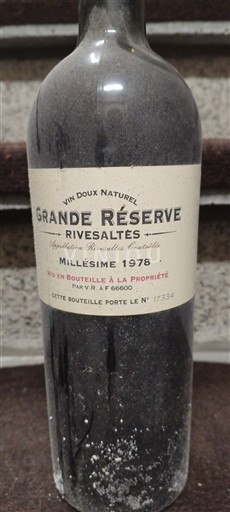 Vin Doux Naturel
GRANDE RÉSERVE
RIVESALTES
Appellation Rivesaltes Contrôlée
MILLÉSIME 1978
MIS EN BOUTEILLE À LA PROPRIÉTÉ
PAR V.R. À F 66600
CETTE BOUTEILLE PORTE LE N° 17334